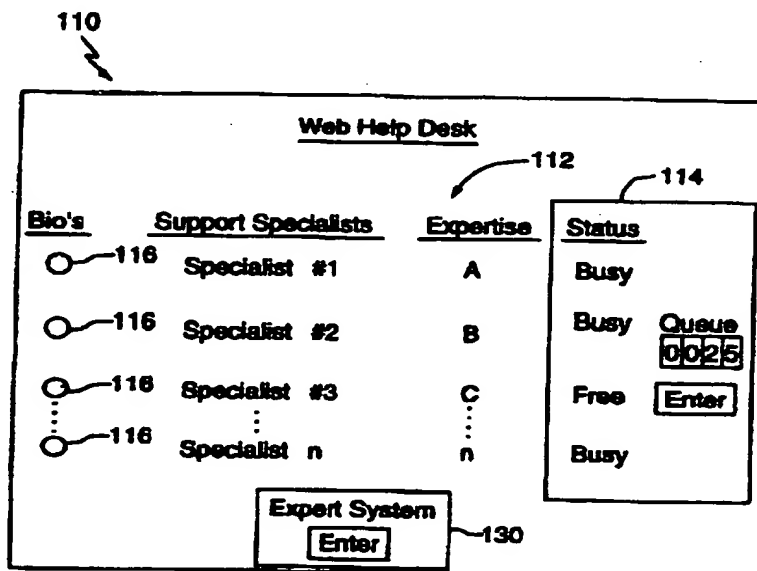 110
Web Help Desk
112
114
Bio's Support Specialists Expertise Status
116 Specialist #1 A Busy
116 Specialist #2 B Busy Queue
0025
116 Specialist #3 C Free Enter
116 Specialist n n Busy
Expert System
Enter
130